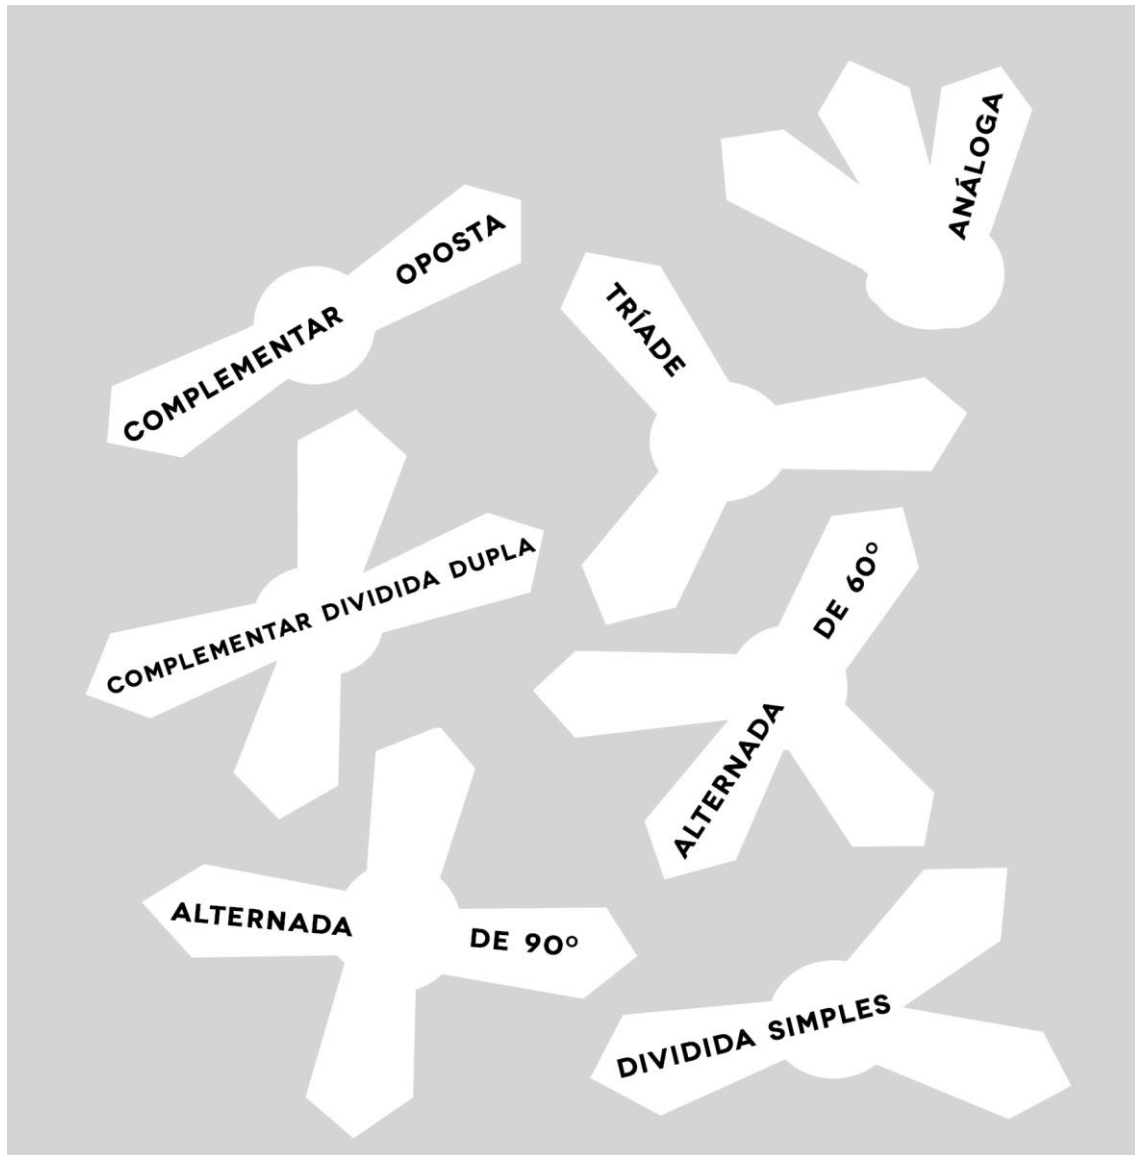 ANÁLOGA
COMPLEMENTAR OPOSTA
TRÍADE
COMPLEMENTAR DIVIDIDA DUPLA
ALTERNADA DE 60º
ALTERNADA DE 90º
DIVIDIDA SIMPLES